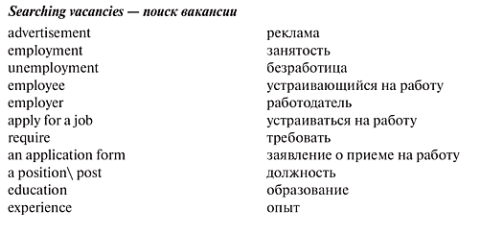 Searching vacancies — поиск вакансии
advertisement реклама
employment занятость
unemployment безработица
employee устраивающийся на работу
employer работодатель
apply for a job устраиваться на работу
require требовать
an application form заявление о приеме на работу
a position\ post должность
education образование
experience опыт